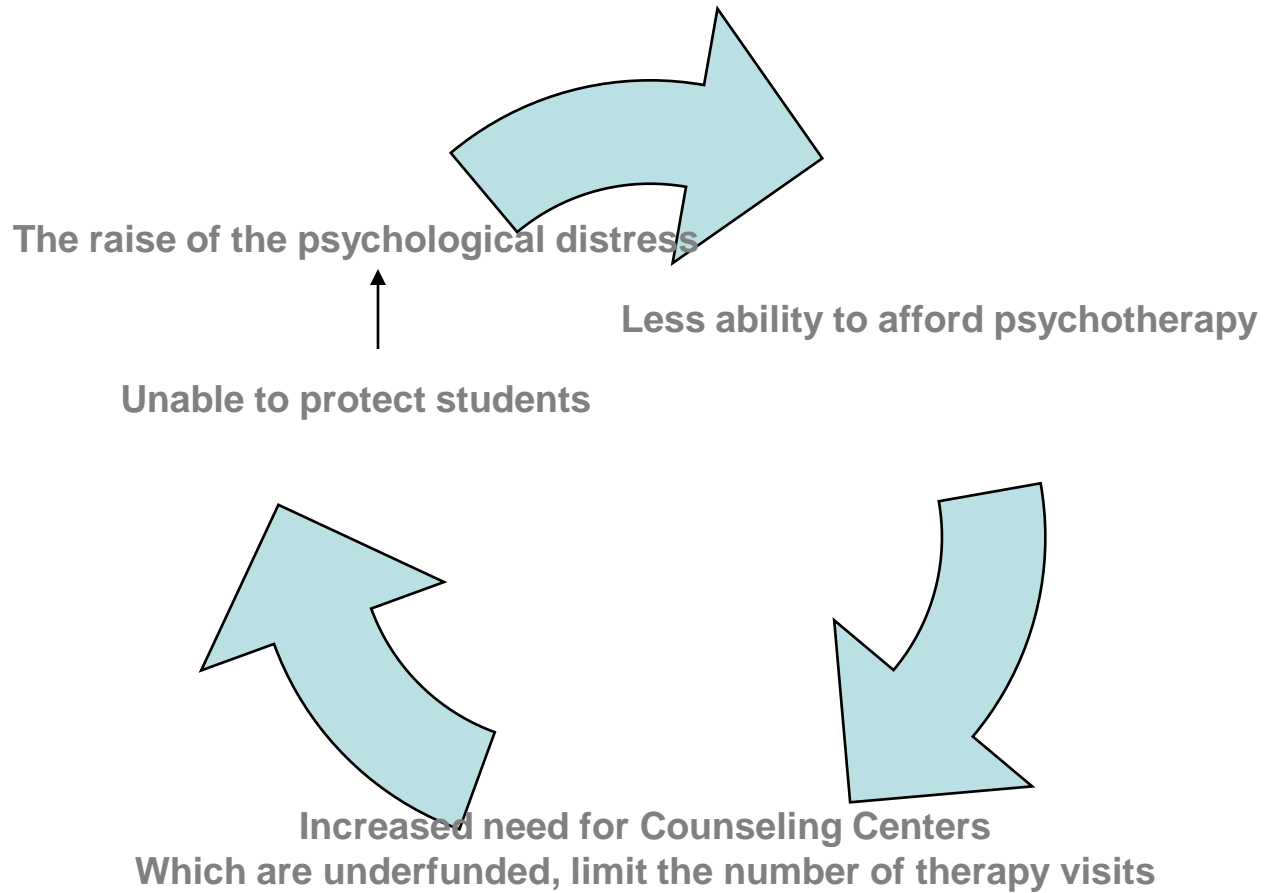 The raise of the psychological distress
Less ability to afford psychotherapy
Unable to protect students
Increased need for Counseling Centers
Which are underfunded, limit the number of therapy visits